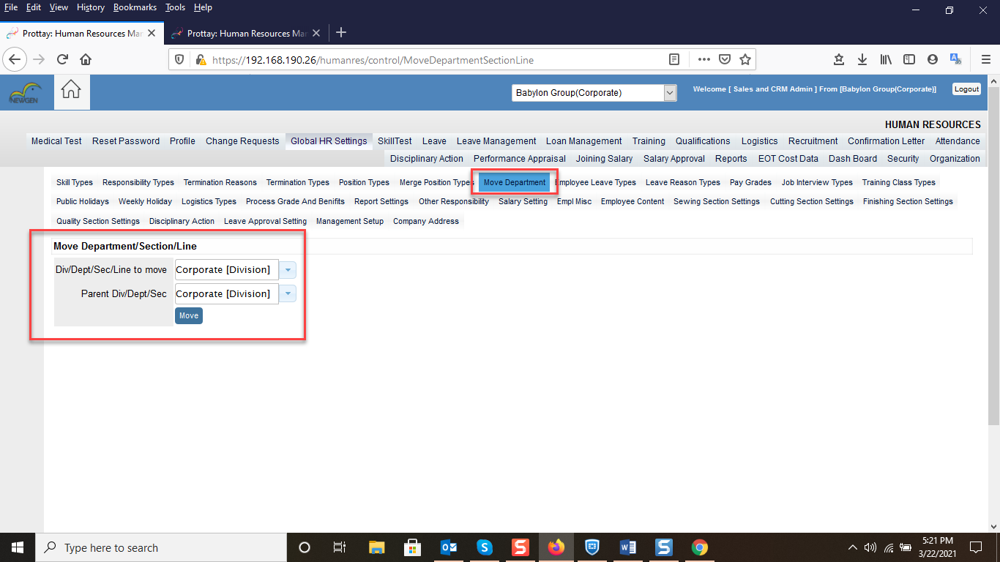 File Edit View History Bookmarks Tools Help
Prottay: Human Resources Ma Prottay: Human Resources Ma
https://192.168.190.26/humanres/control/MoveDepartmentSectionLine
NEWGEN Babylon Group(Corporate) Welcome [ Sales and CRM Admin ] From [Babylon Group(Corporate)] Logout
HUMAN RESOURCES
Medical Test Reset Password Profile Change Requests Global HR Settings SkillTest Leave Leave Management Loan Management Training Qualifications Logistics Recruitment Confirmation Letter Attendance
Disciplinary Action Performance Appraisal Joining Salary Salary Approval Reports EOT Cost Data Dash Board Security Organization
Skill Types Responsibility Types Termination Reasons Termination Types Position Types Merge Position Types Move Department Employee Leave Types Leave Reason Types Pay Grades Job Interview Types Training Class Types
Public Holidays Weekly Holiday Logistics Types Process Grade And Benifits Report Settings Other Responsibility Salary Setting Empl Misc Employee Content Sewing Section Settings Cutting Section Settings Finishing Section Settings
Quality Section Settings Disciplinary Action Leave Approval Setting Management Setup Company Address
Move Department/Section/Line
Div/Dept/Sec/Line to move Corporate [Division]
Parent Div/Dept/Sec Corporate [Division]
Move
Type here to search
5:21 PM
3/22/2021